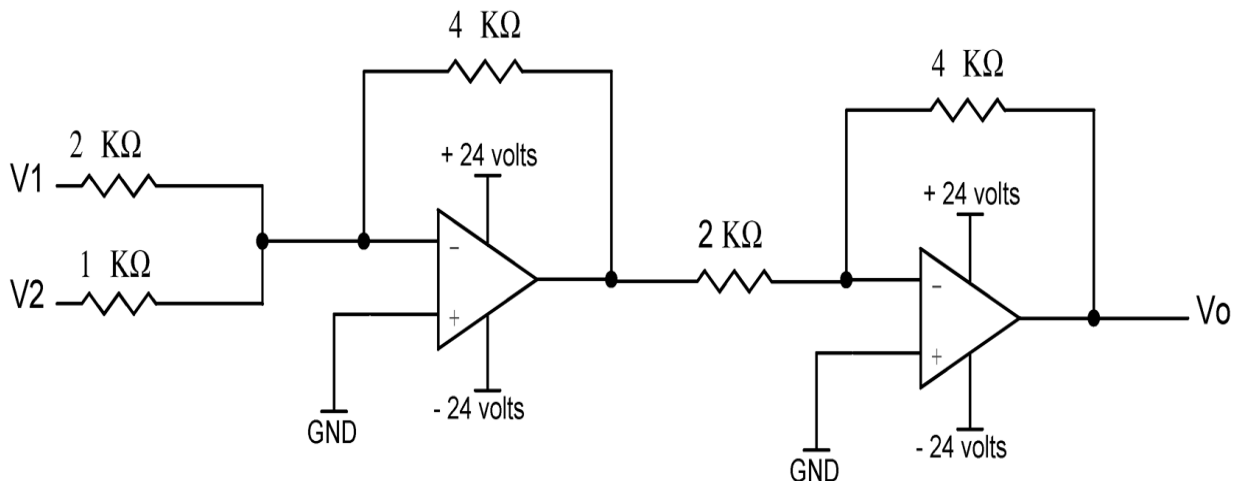 4 KΩ
4 KΩ
2 KΩ
+ 24 volts
V1
+ 24 volts
2 KΩ
−
1 KΩ
V2
−
+
Vo
+
- 24 volts
GND
- 24 volts
GND